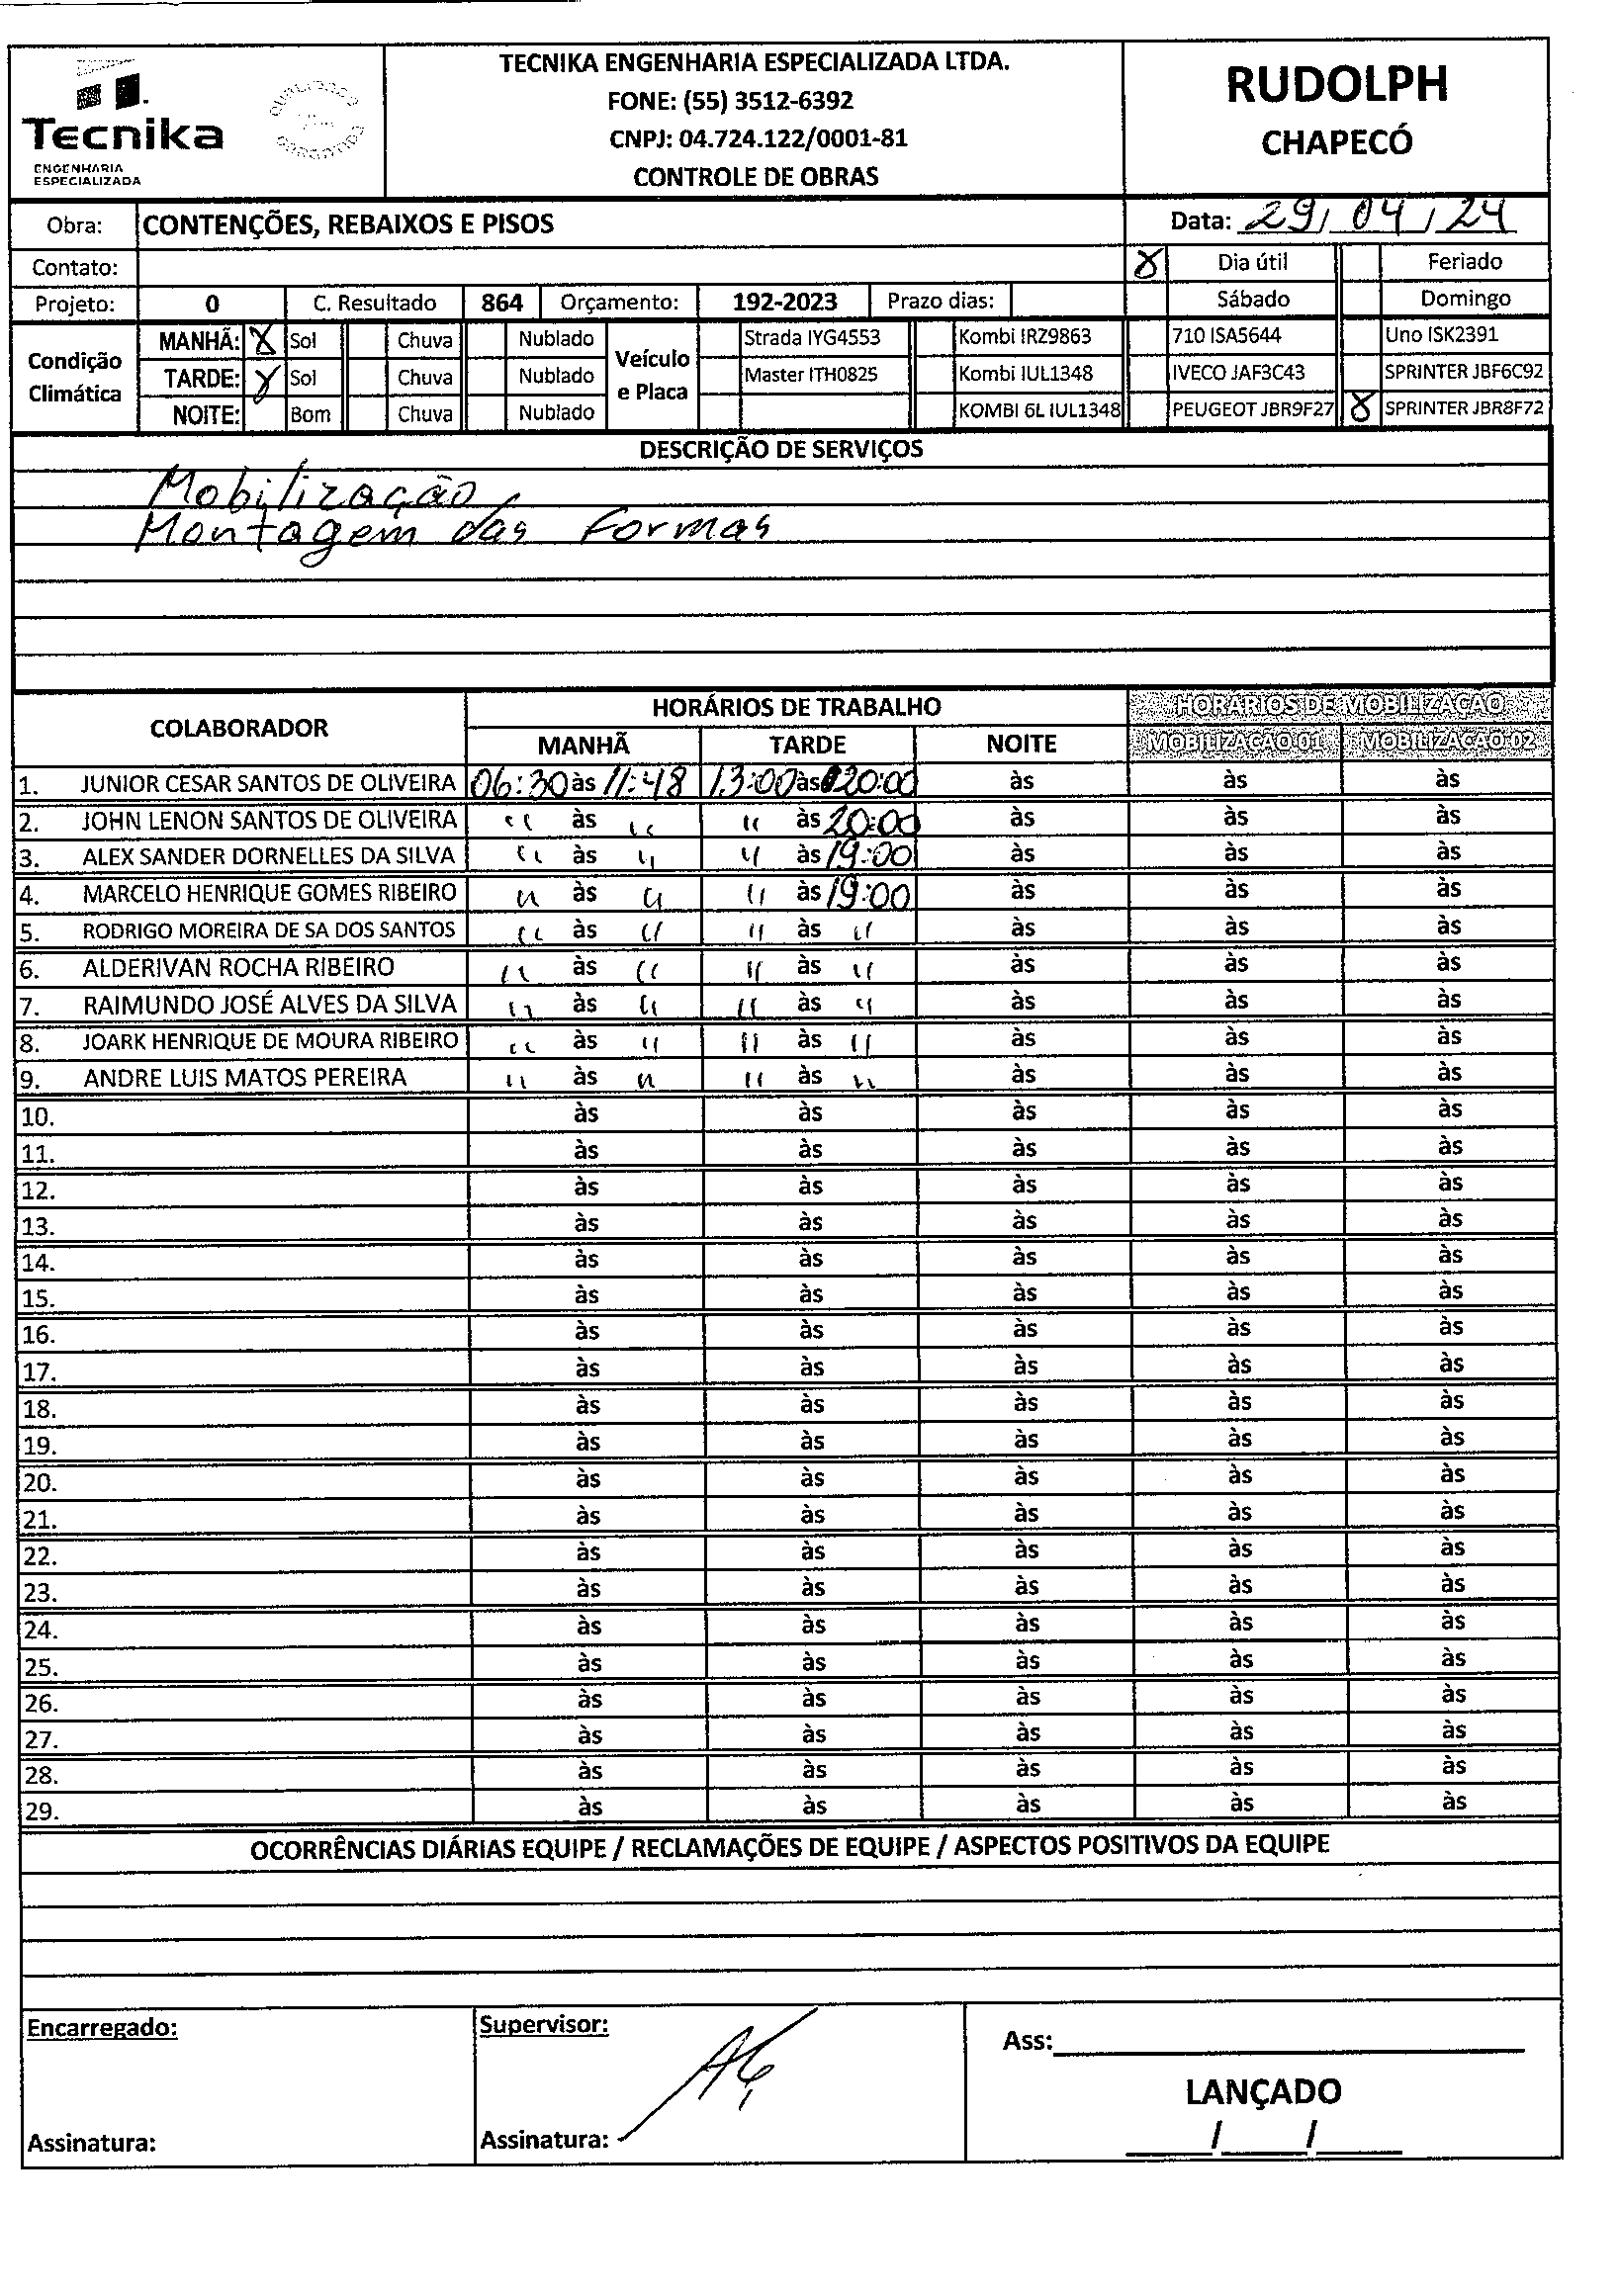 Tecnika
ENGENHARIA
ESPECIALIZADA
TECNIKA ENGENHARIA ESPECIALIZADA LTDA.
FONE: (55) 3512-6392
CNPJ: 04.724.122/0001-81
CONTROLE DE OBRAS
RUDOLPH
CHAPECÓ
Obra: CONTENÇÕES, REBAIXOS E PISOS
Data: 29/04/24
Contato:
X Dia útil Feriado
Projeto: 0 C. Resultado 864 Orçamento: 192-2023 Prazo dias: Sábado Domingo
Condição Climática
MANHÃ: X Sol Chuva Nublado
TARDE: X Sol Chuva Nublado
NOITE: Bom Chuva Nublado
Veículo e Placa
Strada IYG4553 Kombi IRZ9863 710 ISA5644 Uno ISK2391
Master ITH0825 Kombi IUL1348 IVECO JAF3C43 SPRINTER JBF6C92
KOMBI 6L IUL1348 PEUGEOT JBR9F27 X SPRINTER JBR8F72
DESCRIÇÃO DE SERVIÇOS
Mobilização
Montagem das Formas
COLABORADOR HORÁRIOS DE TRABALHO HORÁRIOS DE MOBILIZAÇÃO
MANHÃ TARDE NOITE MOBILIZAÇÃO 01 MOBILIZAÇÃO 02
1. JUNIOR CESAR SANTOS DE OLIVEIRA 06:30 às 11:48 13:00 às 20:00 às às às
2. JOHN LENON SANTOS DE OLIVEIRA " às " " às 20:00 às às às
3. ALEX SANDER DORNELLES DA SILVA " às " " às 19:00 às às às
4. MARCELO HENRIQUE GOMES RIBEIRO " às " " às 19:00 às às às
5. RODRIGO MOREIRA DE SA DOS SANTOS " às " " às " às às às
6. ALDERIVAN ROCHA RIBEIRO " às " " às " às às às
7. RAIMUNDO JOSÉ ALVES DA SILVA " às " " às " às às às
8. JOARK HENRIQUE DE MOURA RIBEIRO " às " " às " às às às
9. ANDRE LUIS MATOS PEREIRA " às " " às " às às às
10. às às às às às
11. às às às às às
12. às às às às às
13. às às às às às
14. às às às às às
15. às às às às às
16. às às às às às
17. às às às às às
18. às às às às às
19. às às às às às
20. às às às às às
21. às às às às às
22. às às às às às
23. às às às às às
24. às às às às às
25. às às às às às
26. às às às às às
27. às às às às às
28. às às às às às
29. às às às às às
OCORRÊNCIAS DIÁRIAS EQUIPE / RECLAMAÇÕES DE EQUIPE / ASPECTOS POSITIVOS DA EQUIPE
Encarregado: Supervisor: Ass:
LANÇADO
Assinatura: Assinatura: / /